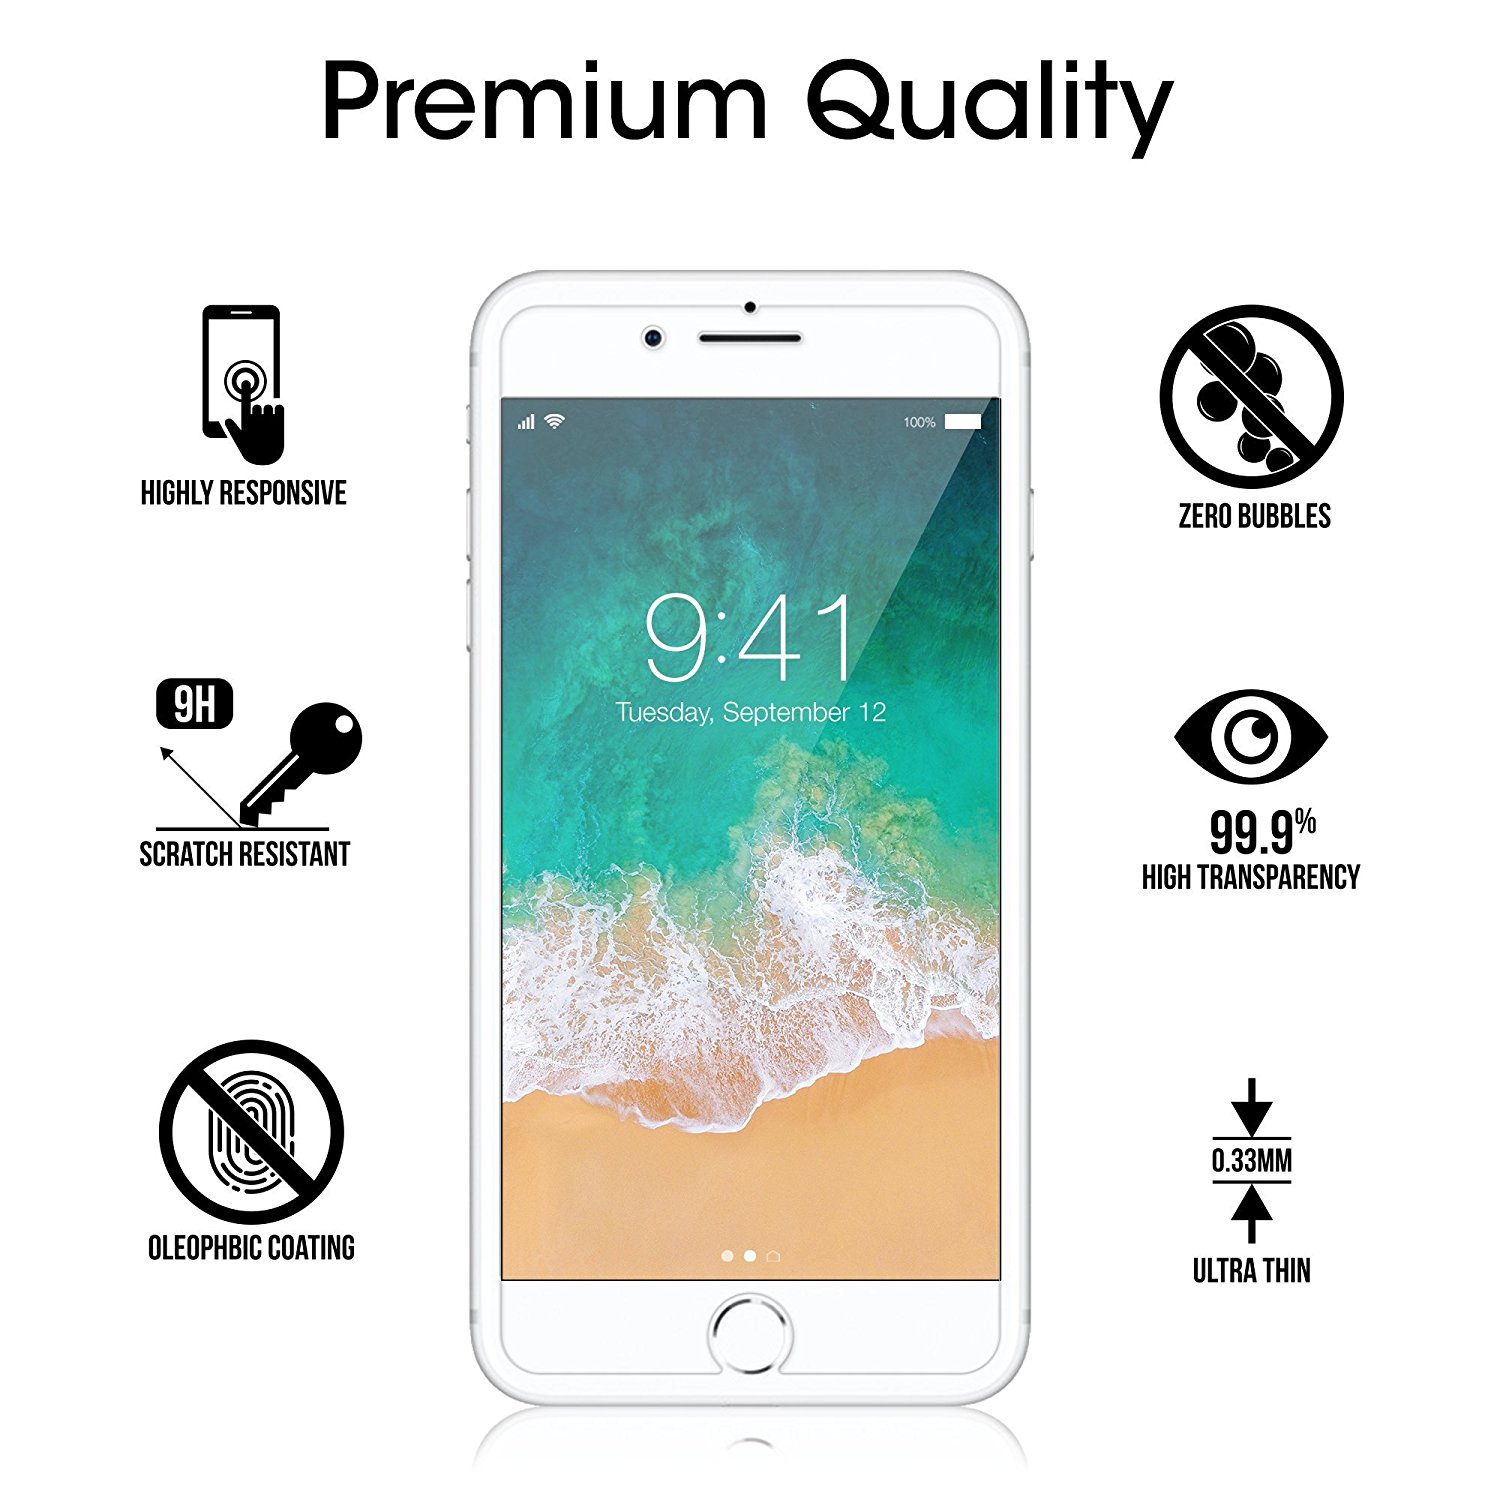 Premium Quality
HIGHLY RESPONSIVE
9H
SCRATCH RESISTANT
OLEOPHBIC COATING
100%
9:41
Tuesday, September 12
ZERO BUBBLES
99.9%
HIGH TRANSPARENCY
0.33MM
ULTRA THIN